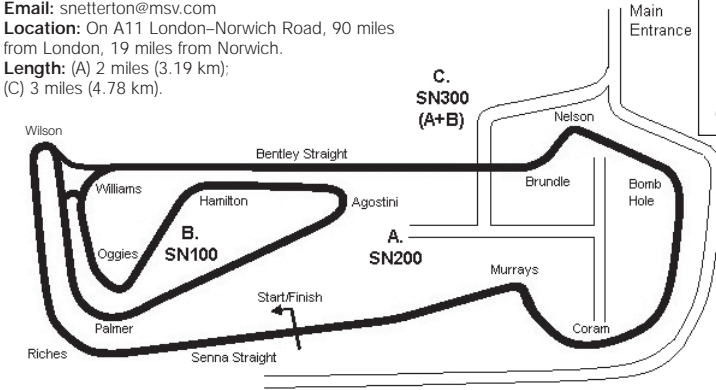 Email: snetterton@msv.com
Location: On A11 London–Norwich Road, 90 miles
from London, 19 miles from Norwich.
Length: (A) 2 miles (3.19 km);
(C) 3 miles (4.78 km).
Main
Entrance
C.
SN300
(A+B)
Nelson
Wilson
Bentley Straight
Williams
Hamilton
Agostini
Brundle
Bomb
Hole
B.
SN100
A.
SN200
Oggies
Murrays
Start/Finish
Palmer
Coram
Riches
Senna Straight